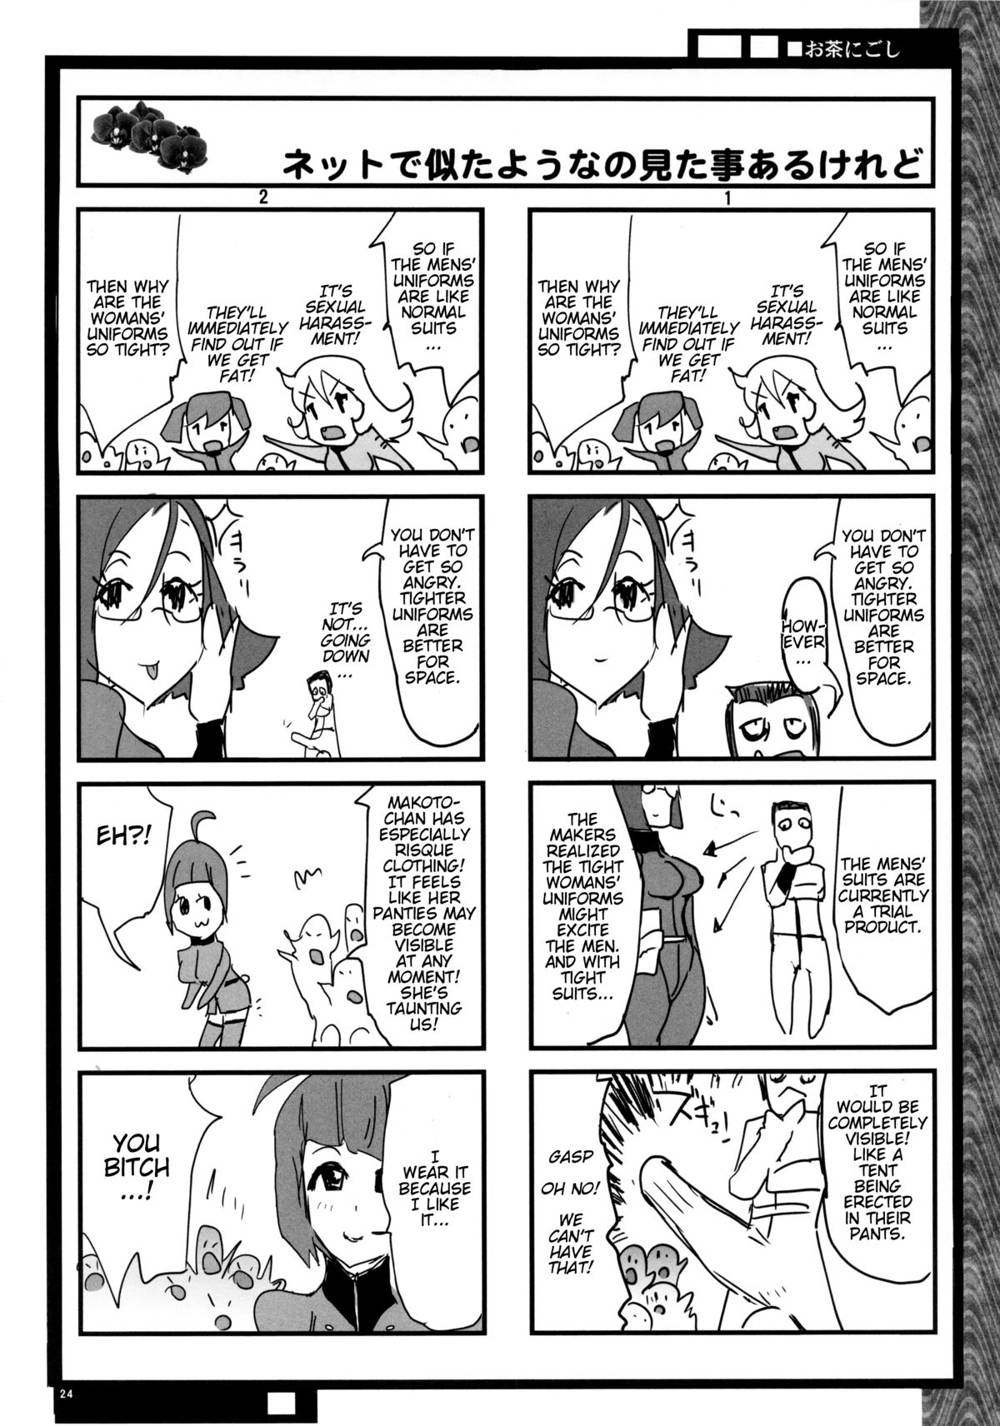 お茶にごし
ネットで似たようなの見た事あるけれど
1
SO IF
THE MENS'
UNIFORMS
ARE LIKE
NORMAL
SUITS
...
IT'S
SEXUAL
HARASS-
MENT!
THEY'LL
IMMEDIATELY
FIND OUT IF
WE GET
FAT!
THEN WHY
ARE THE
WOMANS'
UNIFORMS
SO TIGHT?
YOU DON'T
HAVE TO
GET SO
ANGRY.
TIGHTER
UNIFORMS
ARE
BETTER
FOR
SPACE.
HOW-
EVER
...
THE MENS'
SUITS ARE
CURRENTLY
A TRIAL
PRODUCT.
じっ
THE
MAKERS
REALIZED
THE TIGHT
WOMANS'
UNIFORMS
MIGHT
EXCITE
THE MEN.
AND WITH
TIGHT
SUITS...
IT
WOULD BE
COMPLETELY
VISIBLE!
LIKE A
TENT
BEING
ERECTED
IN THEIR
PANTS.
GASP
OH NO!
WE
CAN'T
HAVE
THAT!
2
SO IF
THE MENS'
UNIFORMS
ARE LIKE
NORMAL
SUITS
...
IT'S
SEXUAL
HARASS-
MENT!
THEY'LL
IMMEDIATELY
FIND OUT IF
WE GET
FAT!
THEN WHY
ARE THE
WOMANS'
UNIFORMS
SO TIGHT?
YOU DON'T
HAVE TO
GET SO
ANGRY.
TIGHTER
UNIFORMS
ARE
BETTER
FOR
SPACE.
IT'S
NOT...
GOING
DOWN
...
MAKOTO-
CHAN HAS
ESPECIALLY
RISQUE
CLOTHING!
IT FEELS
LIKE HER
PANTIES MAY
BECOME
VISIBLE
AT ANY
MOMENT!
SHE'S
TAUNTING
US!
EH?!
I
WEAR IT
BECAUSE
I LIKE
IT...
YOU
BITCH
...!
24